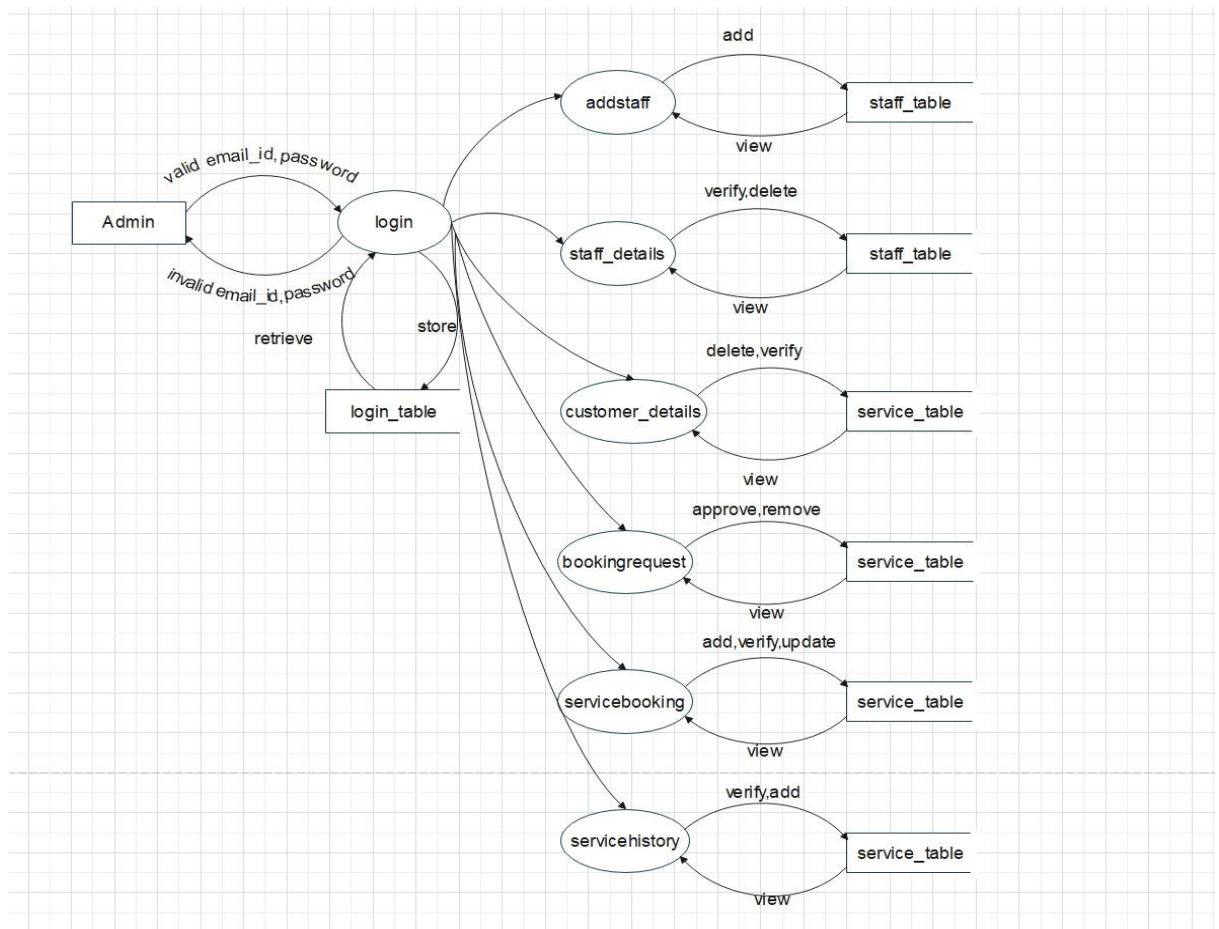 add
addstaff
staff_table
view
valid email_id,password
verify,delete
Admin
login
staff_details
staff_table
invalid email_id,password
view
retrieve
store
delete,verify
login_table
customer_details
service_table
view
approve,remove
bookingrequest
service_table
view
add,verify,update
servicebooking
service_table
view
verify,add
servicehistory
service_table
view